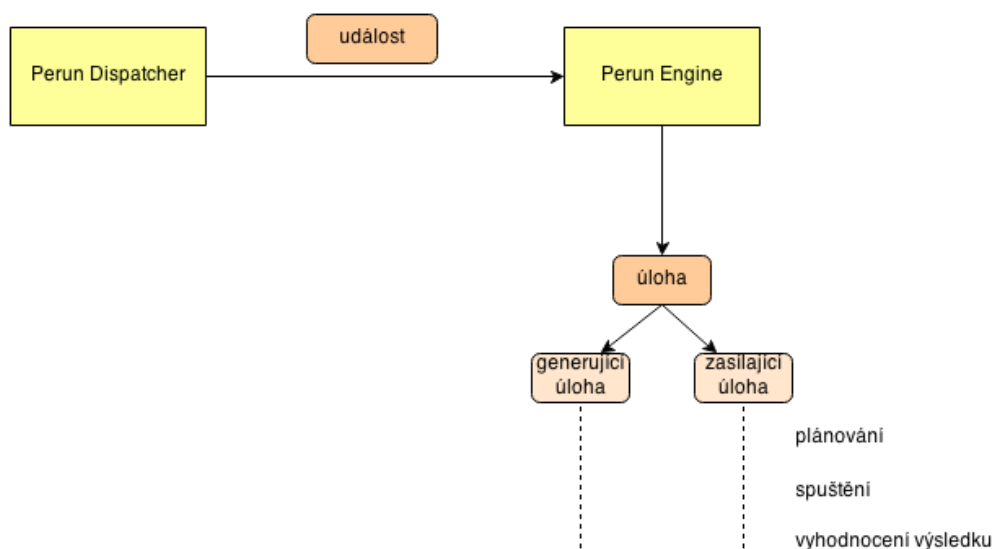 událost
Perun Dispatcher
Perun Engine
úloha
generující
úloha
zasílající
úloha
plánování
spuštění
vyhodnocení výsledku